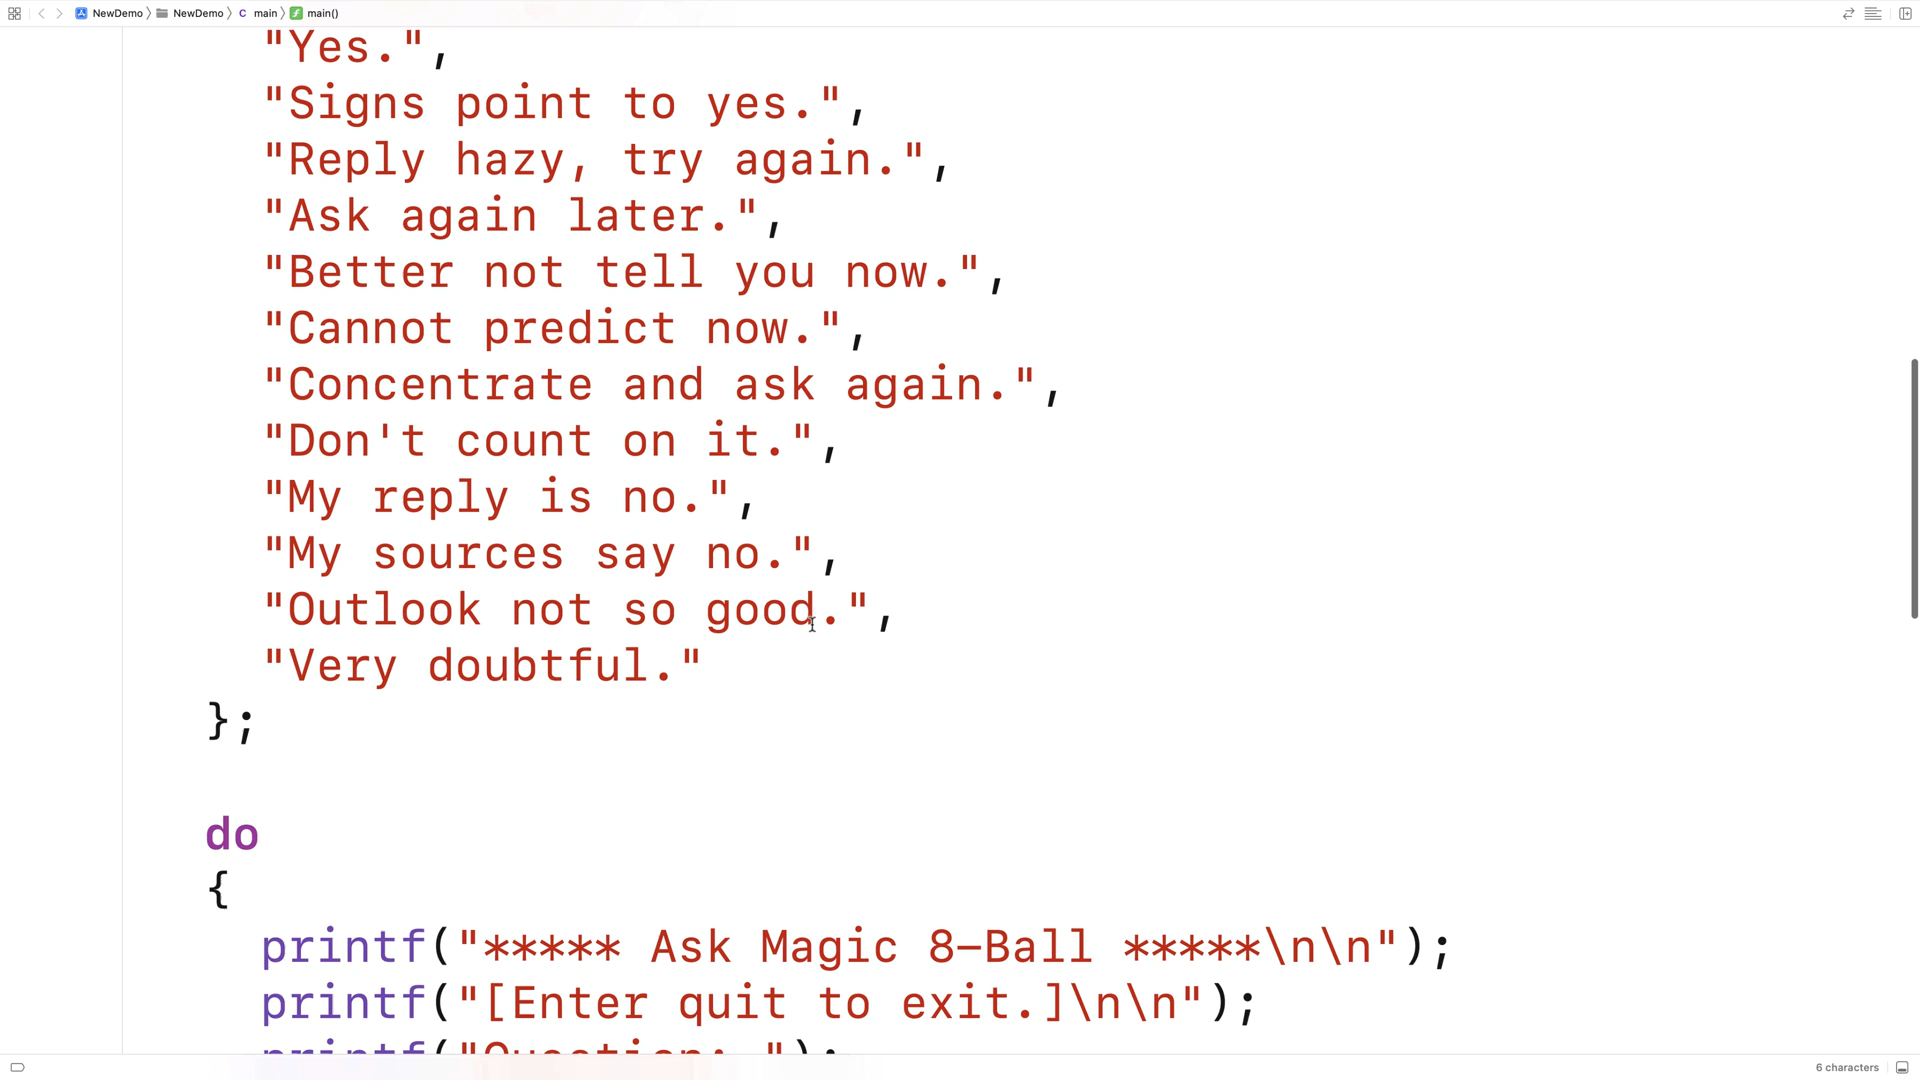 NewDemo NewDemo C main f main()
"Yes.",
"Signs point to yes.",
"Reply hazy, try again.",
"Ask again later.",
"Better not tell you now.",
"Cannot predict now.",
"Concentrate and ask again.",
"Don't count on it.",
"My reply is no.",
"My sources say no.",
"Outlook not so good.",
"Very doubtful."
};
do
{
printf("***** Ask Magic 8-Ball *****\n\n");
printf("[Enter quit to exit.]\n\n");
printf("Question: ");
6 characters